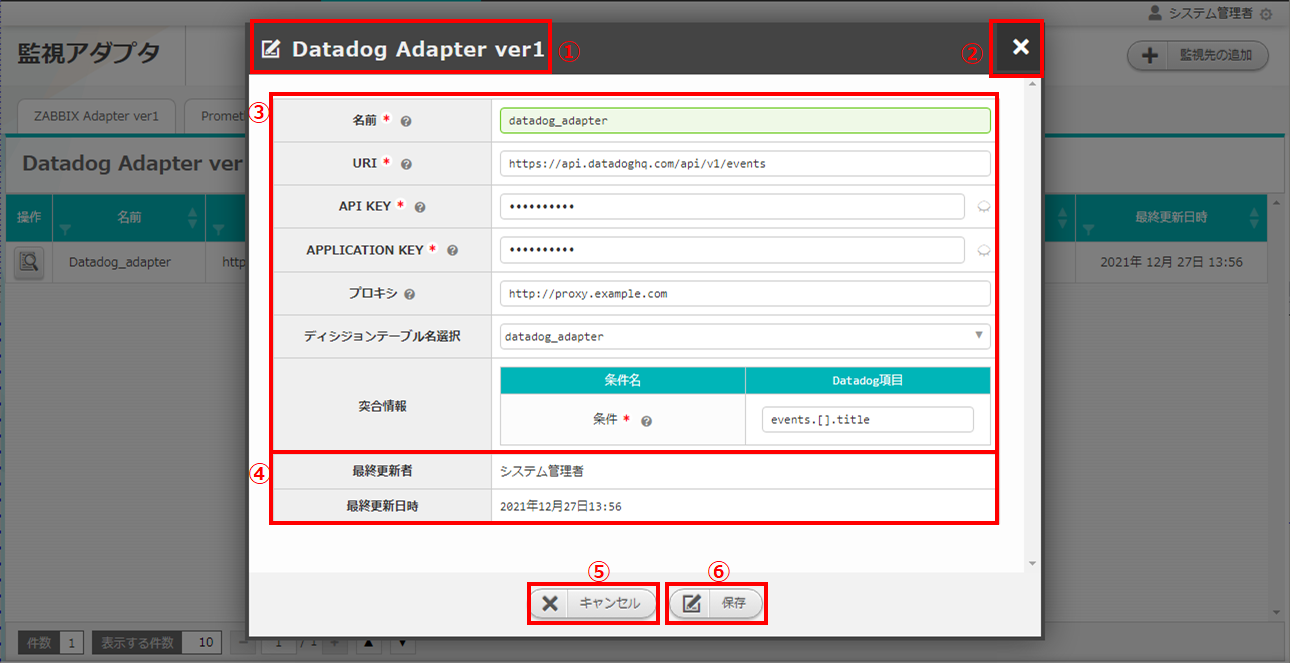 システム管理者
監視アダプタ
監視先の追加
ZABBIX Adapter ver1
Promet
Datadog Adapter ver
操作
名前
最終更新日時
Datadog_adapter
http
2021年 12月 27日 13:56
Datadog Adapter ver1
①
②
③
名前 *
datadog_adapter
URI *
https://api.datadoghq.com/api/v1/events
API KEY *
••••••••••
APPLICATION KEY *
••••••••••
プロキシ
http://proxy.example.com
ディシジョンテーブル名選択
datadog_adapter
突合情報
条件名 Datadog項目
条件 *
events.[].title
④
最終更新者
システム管理者
最終更新日時
2021年12月27日13:56
⑤
⑥
キャンセル
保存
件数 1 表示する件数 10
1 / 1